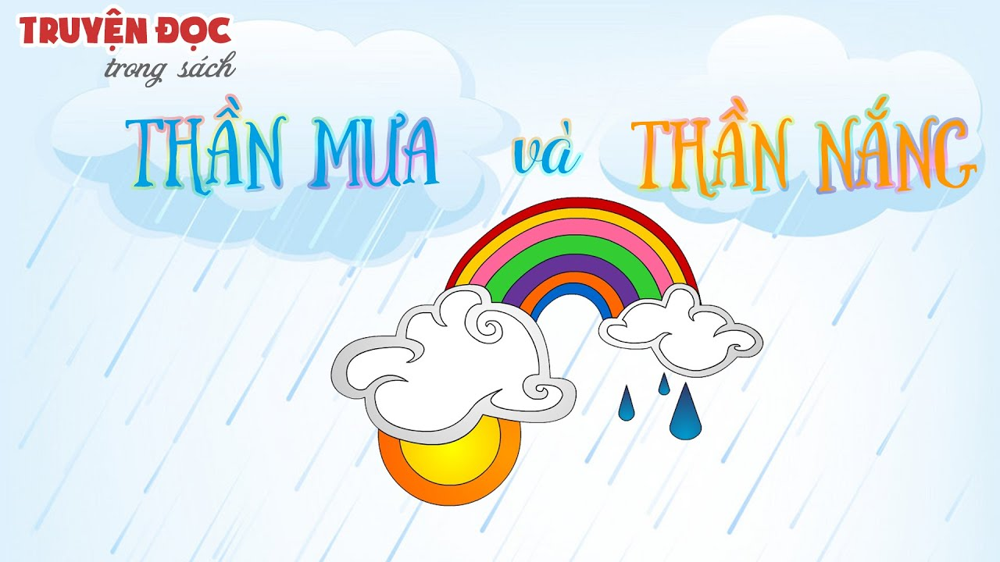 TRUYỆN ĐỌC
trong sách
THẦN MƯA và THẦN NẮNG